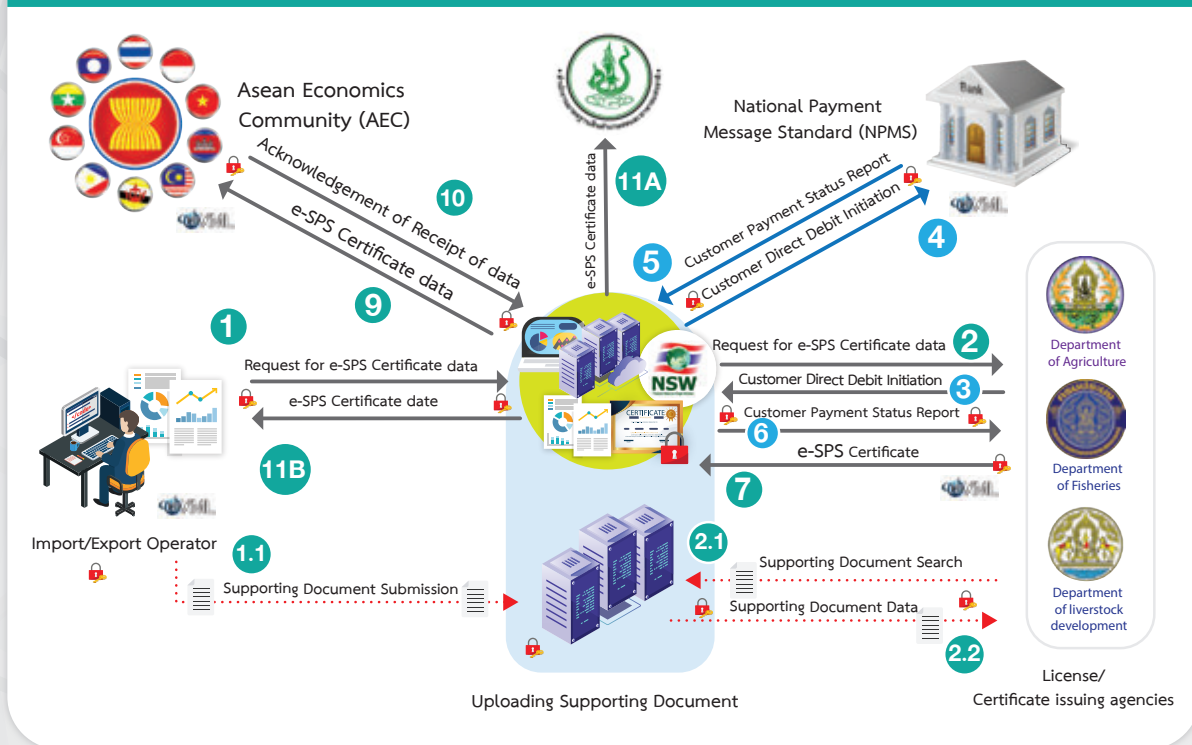 Asean Economics
Community (AEC)
National Payment
Message Standard (NPMS)
Bank
Acknowledgement of Receipt of data
10
e-SPS Certificate data
9
e-SPS Certificate data
11A
Customer Payment Status Report
5
Customer Direct Debit Initiation
4
1
Request for e-SPS Certificate data
e-SPS Certificate date
11B
NSW
CERTIFICATE
Request for e-SPS Certificate data
2
Customer Direct Debit Initiation
3
Customer Payment Status Report
6
e-SPS Certificate
7
Department
of Agriculture
Department
of Fisheries
Department
of livestock
development
Import/Export Operator
1.1
Supporting Document Submission
2.1
Supporting Document Search
Supporting Document Data
2.2
Uploading Supporting Document
License/
Certificate issuing agencies